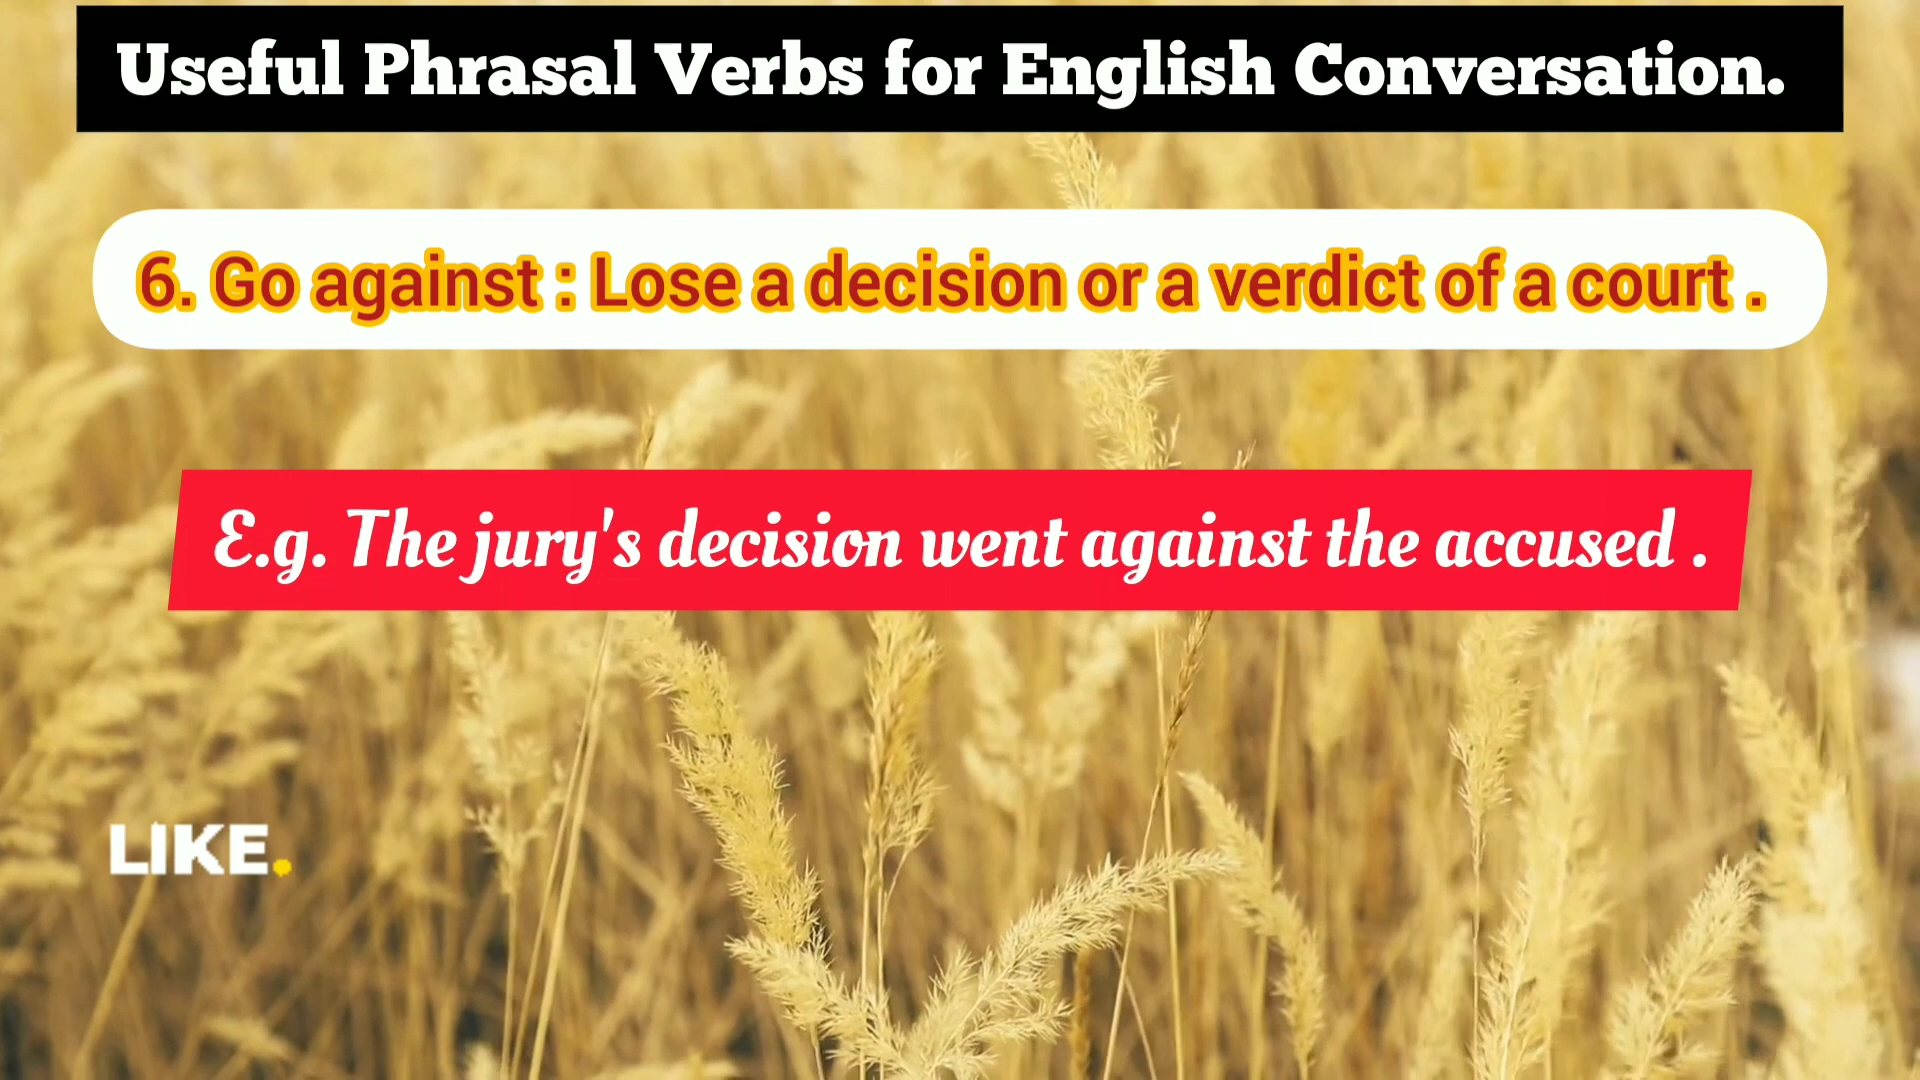 Useful Phrasal Verbs for English Conversation.
6. Go against : Lose a decision or a verdict of a court .
E.g. The jury's decision went against the accused .
LIKE.